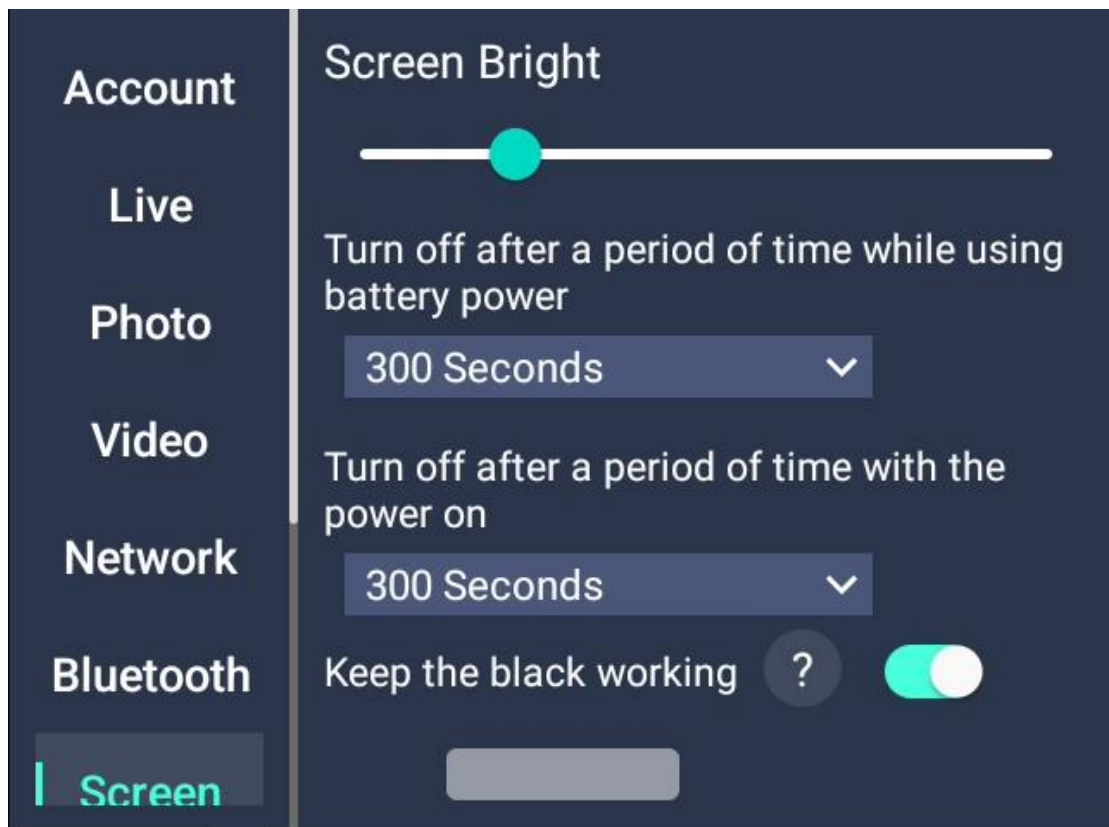 Account
Live
Photo
Video
Network
Bluetooth
Screen
Screen Bright
Turn off after a period of time while using
battery power
300 Seconds
Turn off after a period of time with the
power on
300 Seconds
Keep the black working ?